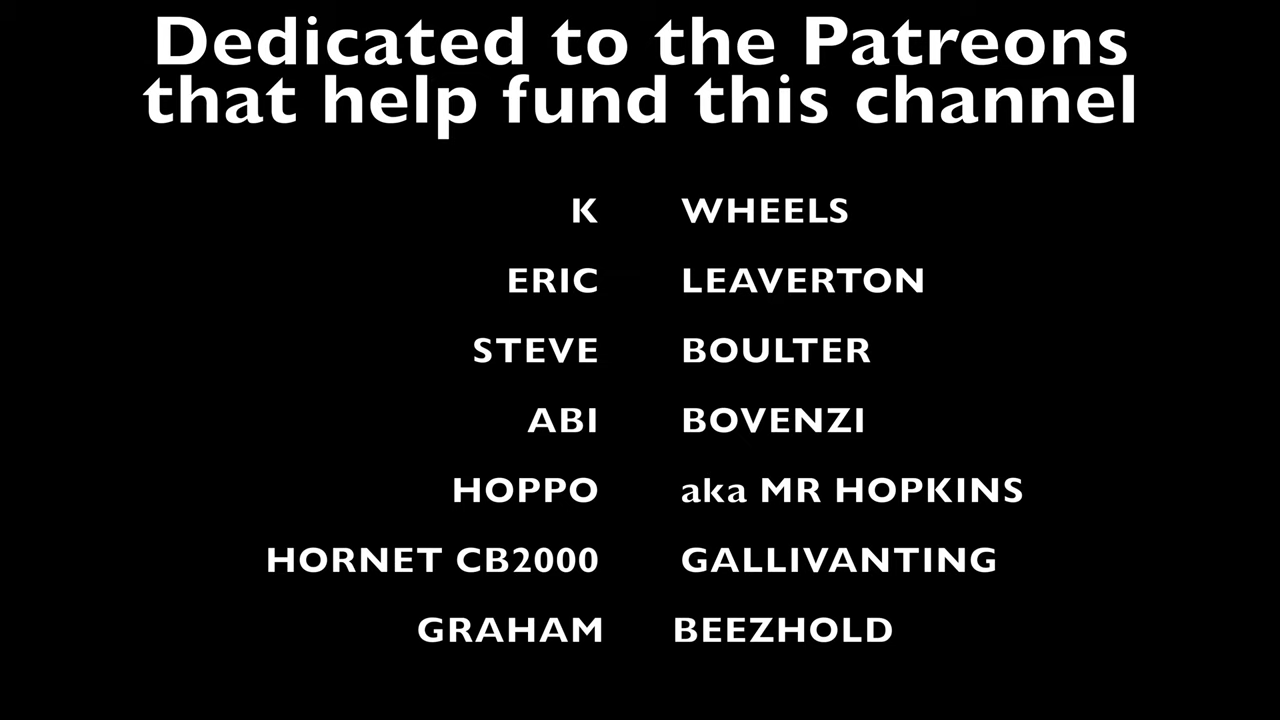 Dedicated to the Patreons
that help fund this channel
K WHEELS
ERIC LEAVERTON
STEVE BOULTER
ABI BOVENZI
HOPPO aka MR HOPKINS
HORNET CB2000 GALLIVANTING
GRAHAM BEEZHOLD